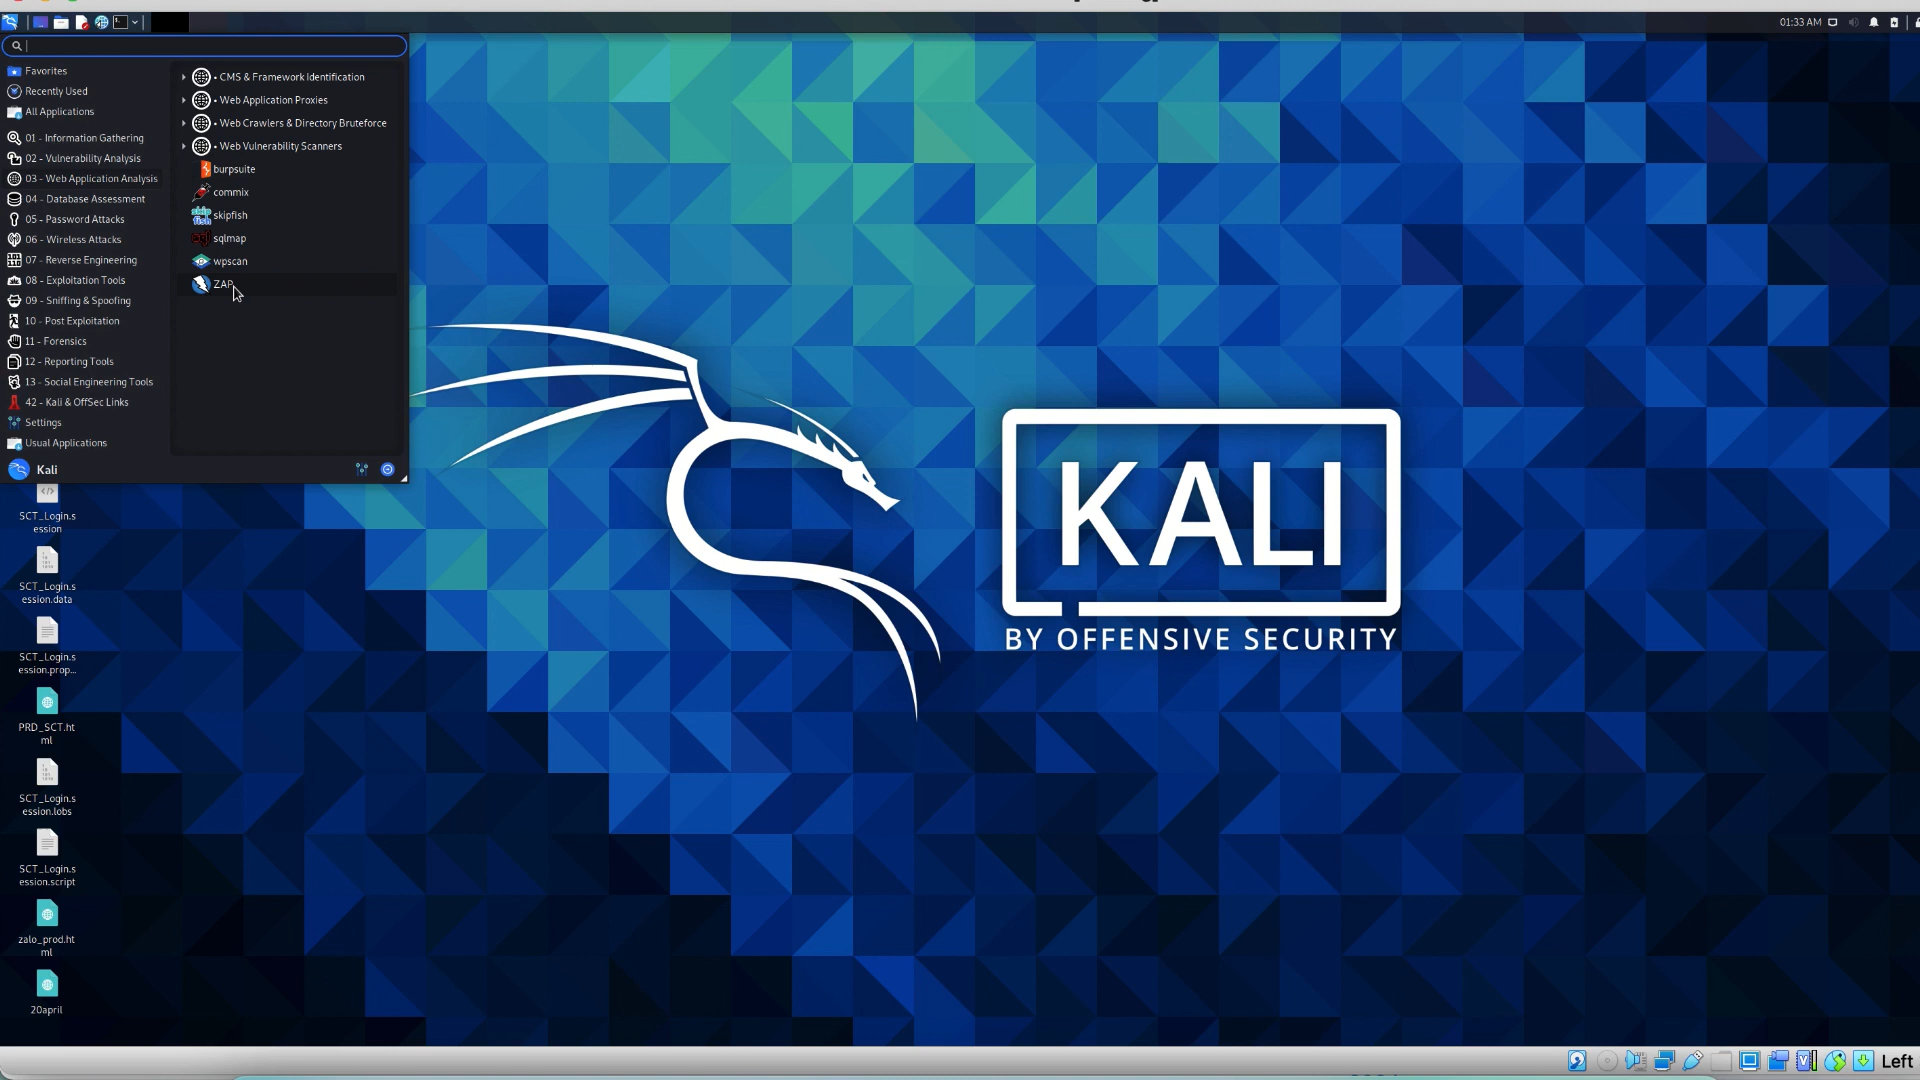 01:33 AM
Favorites
Recently Used
All Applications
01 - Information Gathering
02 - Vulnerability Analysis
03 - Web Application Analysis
04 - Database Assessment
05 - Password Attacks
06 - Wireless Attacks
07 - Reverse Engineering
08 - Exploitation Tools
09 - Sniffing & Spoofing
10 - Post Exploitation
11 - Forensics
12 - Reporting Tools
13 - Social Engineering Tools
42 - Kali & OffSec Links
Settings
Usual Applications
Kali
• CMS & Framework Identification
• Web Application Proxies
• Web Crawlers & Directory Bruteforce
• Web Vulnerability Scanners
burpsuite
commix
skipfish
sqlmap
wpscan
ZAP
SCT_Login.s
ession
SCT_Login.s
ession.data
SCT_Login.s
ession.prop...
PRD_SCT.ht
ml
SCT_Login.s
ession.lobs
SCT_Login.s
ession.script
zalo_prod.ht
ml
20april
KALI
BY OFFENSIVE SECURITY
Left